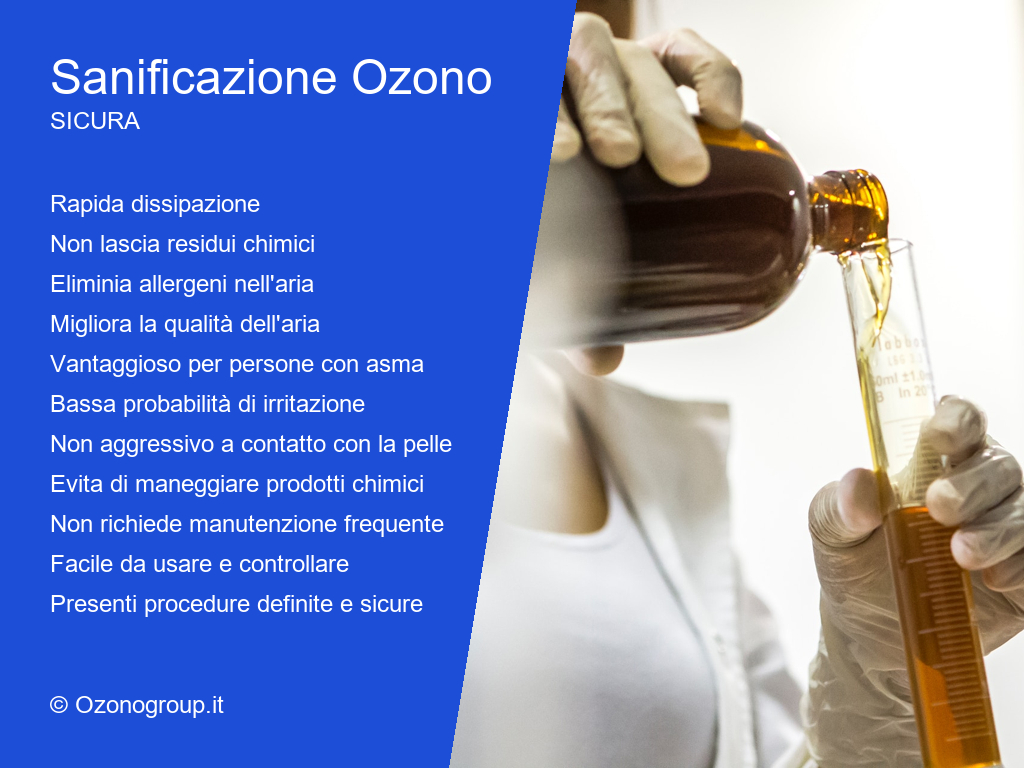 Sanificazione Ozono
SICURA
Rapida dissipazione
Non lascia residui chimici
Eliminia allergeni nell'aria
Migliora la qualità dell'aria
Vantaggioso per persone con asma
Bassa probabilità di irritazione
Non aggressivo a contatto con la pelle
Evita di maneggiare prodotti chimici
Non richiede manutenzione frequente
Facile da usare e controllare
Presenti procedure definite e sicure
© Ozonogroup.it
In 20